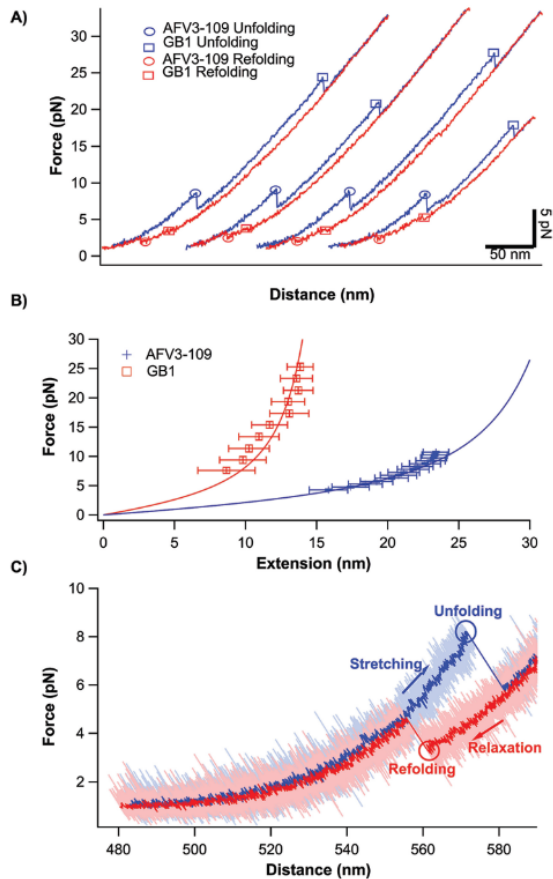 A)
AFV3-109 Unfolding
GB1 Unfolding
AFV3-109 Refolding
GB1 Refolding
30
25
20
15
10
5
0
Force (pN)
5 pN
50 nm
Distance (nm)
B)
AFV3-109
GB1
30
25
20
15
10
5
0
Force (pN)
0 5 10 15 20 25 30
Extension (nm)
C)
10
8
6
4
2
Force (pN)
Unfolding
Stretching
Relaxation
Refolding
480 500 520 540 560 580
Distance (nm)